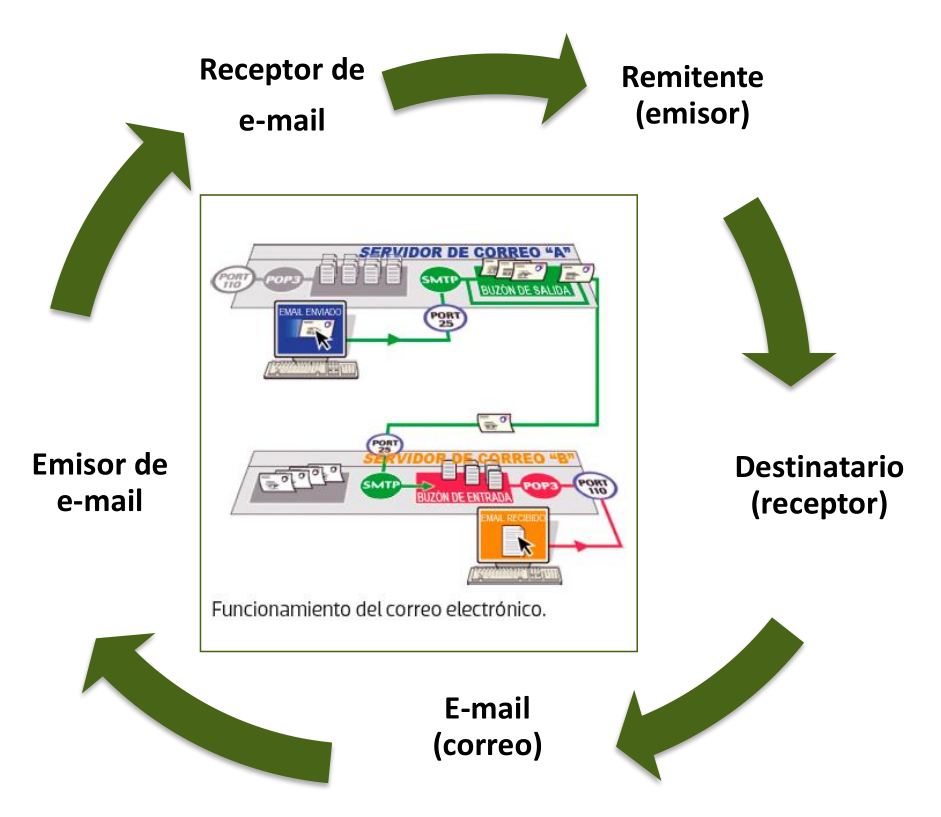 Receptor de
e-mail
Remitente
(emisor)
SERVIDOR DE CORREO "A"
PORT
110
POP3
SMTP
BUZÓN DE SALIDA
EMAIL ENVIADO
PORT
25
PORT
25
SERVIDOR DE CORREO "B"
SMTP
BUZÓN DE ENTRADA
POP3
PORT
110
EMAIL RECIBIDO
Funcionamiento del correo electrónico.
Emisor de
e-mail
Destinatario
(receptor)
E-mail
(correo)